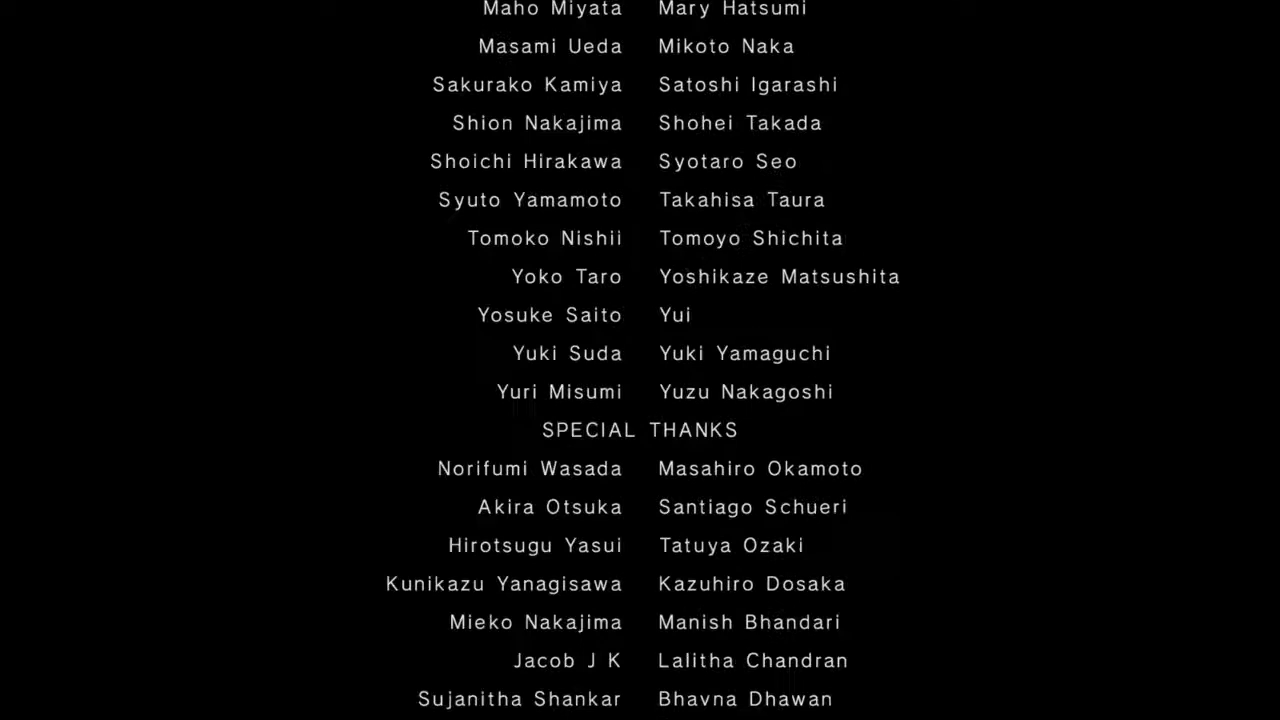 Maho Miyata Mary Hatsumi
Masami Ueda Mikoto Naka
Sakurako Kamiya Satoshi Igarashi
Shion Nakajima Shohei Takada
Shoichi Hirakawa Syotaro Seo
Syuto Yamamoto Takahisa Taura
Tomoko Nishii Tomoyo Shichita
Yoko Taro Yoshikaze Matsushita
Yosuke Saito Yui
Yuki Suda Yuki Yamaguchi
Yuri Misumi Yuzu Nakagoshi
SPECIAL THANKS
Norifumi Wasada Masahiro Okamoto
Akira Otsuka Santiago Schueri
Hirotsugu Yasui Tatuya Ozaki
Kunikazu Yanagisawa Kazuhiro Dosaka
Mieko Nakajima Manish Bhandari
Jacob J K Lalitha Chandran
Sujanitha Shankar Bhavna Dhawan